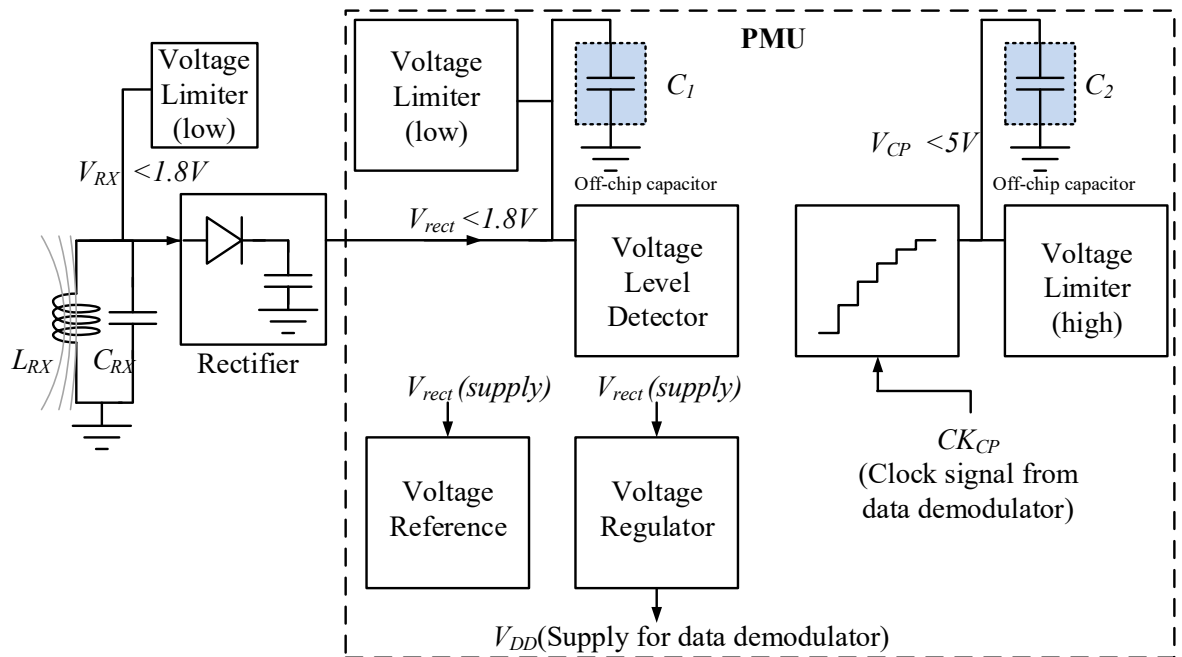 Voltage
Limiter
(low)
V_RX <1.8V
L_RX
C_RX
Rectifier
PMU
Voltage
Limiter
(low)
C_1
Off-chip capacitor
V_rect <1.8V
Voltage
Level
Detector
V_CP <5V
C_2
Off-chip capacitor
Voltage
Limiter
(high)
V_rect (supply)
Voltage
Reference
V_rect (supply)
Voltage
Regulator
CK_CP
(Clock signal from
data demodulator)
V_DD(Supply for data demodulator)